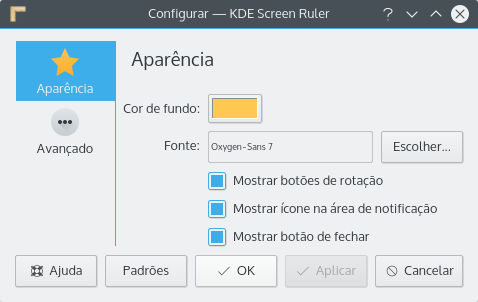 Configurar — KDE Screen Ruler
Aparência
Avançado
Aparência
Cor de fundo:
Fonte: Oxygen-Sans 7 Escolher...
Mostrar botões de rotação
Mostrar ícone na área de notificação
Mostrar botão de fechar
Ajuda Padrões OK Aplicar Cancelar